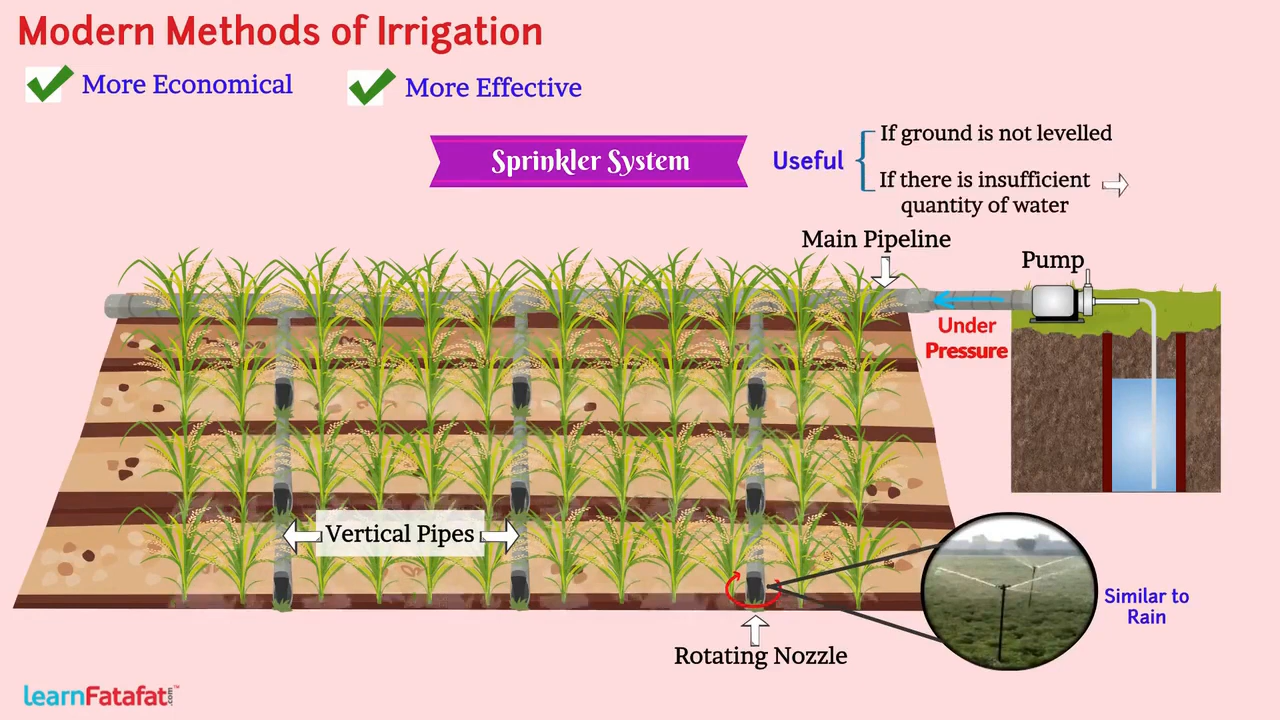 Modern Methods of Irrigation
More Economical
More Effective
Sprinkler System
Useful
If ground is not levelled
If there is insufficient
quantity of water
Main Pipeline
Pump
Under
Pressure
Vertical Pipes
Rotating Nozzle
Similar to
Rain
learnFatafat.com™